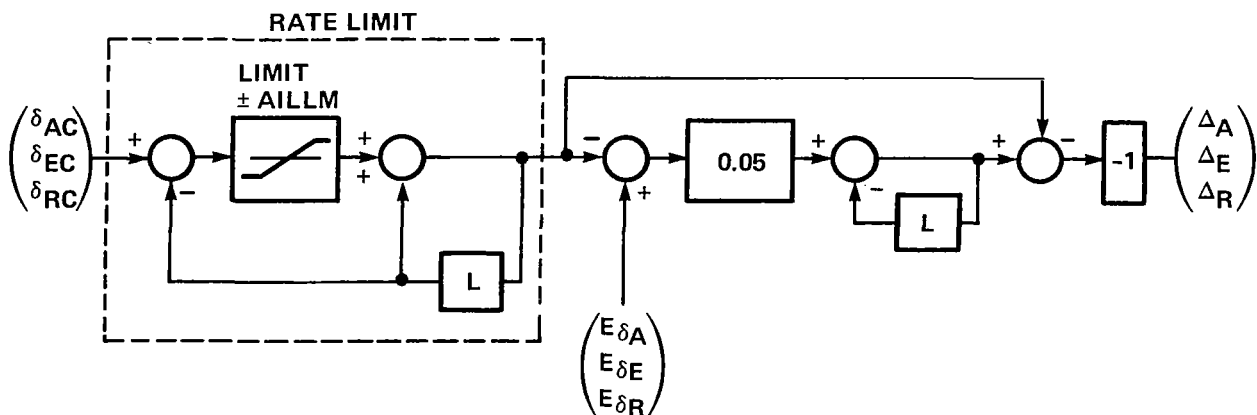 RATE LIMIT
LIMIT
± AILLM
δAC
δEC
δRC
+
−
+
+
L
−
+
0.05
+
−
L
+
−
-1
ΔA
ΔE
ΔR
EδA
EδE
EδR